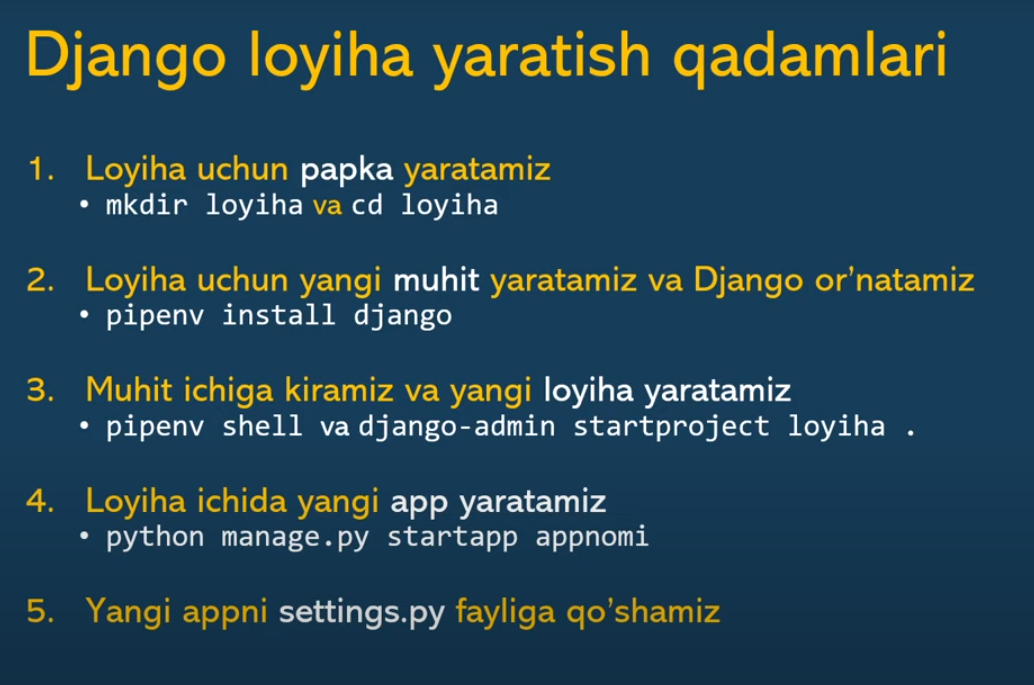 Django loyiha yaratish qadamlari
1. Loyiha uchun papka yaratamiz
• mkdir loyiha va cd loyiha
2. Loyiha uchun yangi muhit yaratamiz va Django or’natamiz
• pipenv install django
3. Muhit ichiga kiramiz va yangi loyiha yaratamiz
• pipenv shell va django-admin startproject loyiha .
4. Loyiha ichida yangi app yaratamiz
• python manage.py startapp appnomi
5. Yangi appni settings.py fayliga qo’shamiz